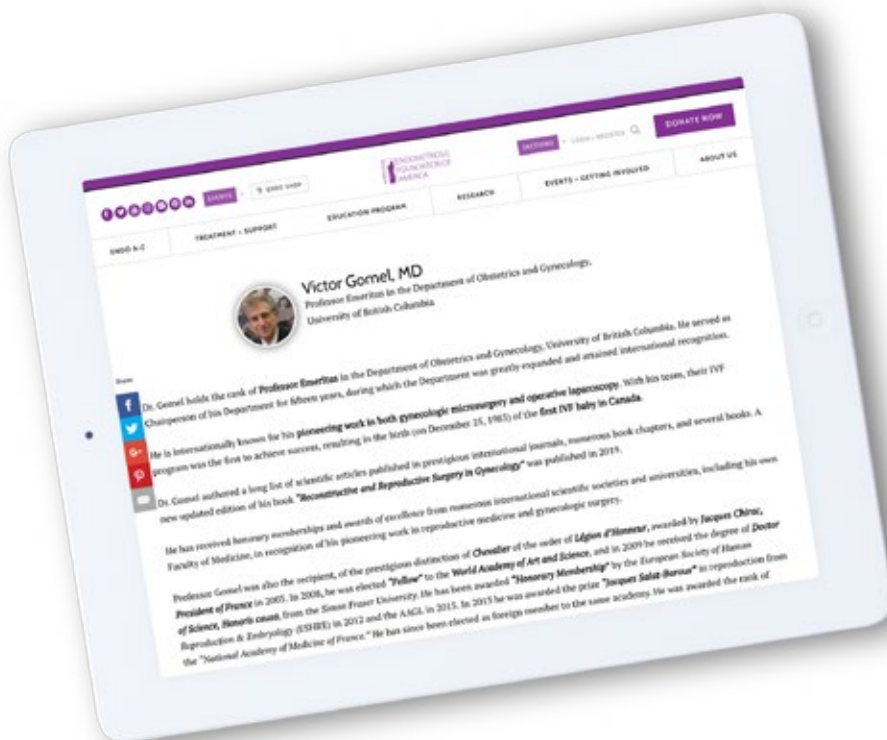 EVENTS
ENDO SHOP
ENDOMETRIOSIS
FOUNDATION OF
AMERICA
SECTIONS
LOGIN / REGISTER
DONATE NOW
ENDO A-Z
TREATMENT + SUPPORT
EDUCATION PROGRAM
RESEARCH
EVENTS + GETTING INVOLVED
ABOUT US
Victor Gomel, MD
Professor Emeritus in the Department of Obstetrics and Gynecology,
University of British Columbia
Share
Dr. Gomel holds the rank of Professor Emeritus in the Department of Obstetrics and Gynecology, University of British Columbia. He served as
Chairperson of his Department for fifteen years, during which the Department was greatly expanded and attained international recognition.
He is internationally known for his pioneering work in both gynecologic microsurgery and operative laparoscopy. With his team, their IVF
program was the first to achieve success, resulting in the birth (on December 25, 1983) of the first IVF baby in Canada.
Dr. Gomel authored a long list of scientific articles published in prestigious international journals, numerous book chapters, and several books. A
new updated edition of his book "Reconstructive and Reproductive Surgery in Gynecology" was published in 2019.
He has received honorary memberships and awards of excellence from numerous international scientific societies and universities, including his own
Faculty of Medicine, in recognition of his pioneering work in reproductive medicine and gynecologic surgery.
Professor Gomel was also the recipient, of the prestigious distinction of Chevalier of the order of Légion d'Honneur, awarded by Jacques Chirac,
President of France in 2005. In 2008, he was elected "Fellow" to the World Academy of Art and Science, and in 2009 he received the degree of Doctor
of Science, Honoris causa, from the Simon Fraser University. He has been awarded "Honorary Membership" by the European Society of Human
Reproduction & Embryology (ESHRE) in 2012 and the AAGL in 2015. In 2015 he was awarded the prize "Jacques Salat-Baroux" in reproduction from
the "National Academy of Medicine of France." He has since been elected as foreign member to the same academy. He was awarded the rank of